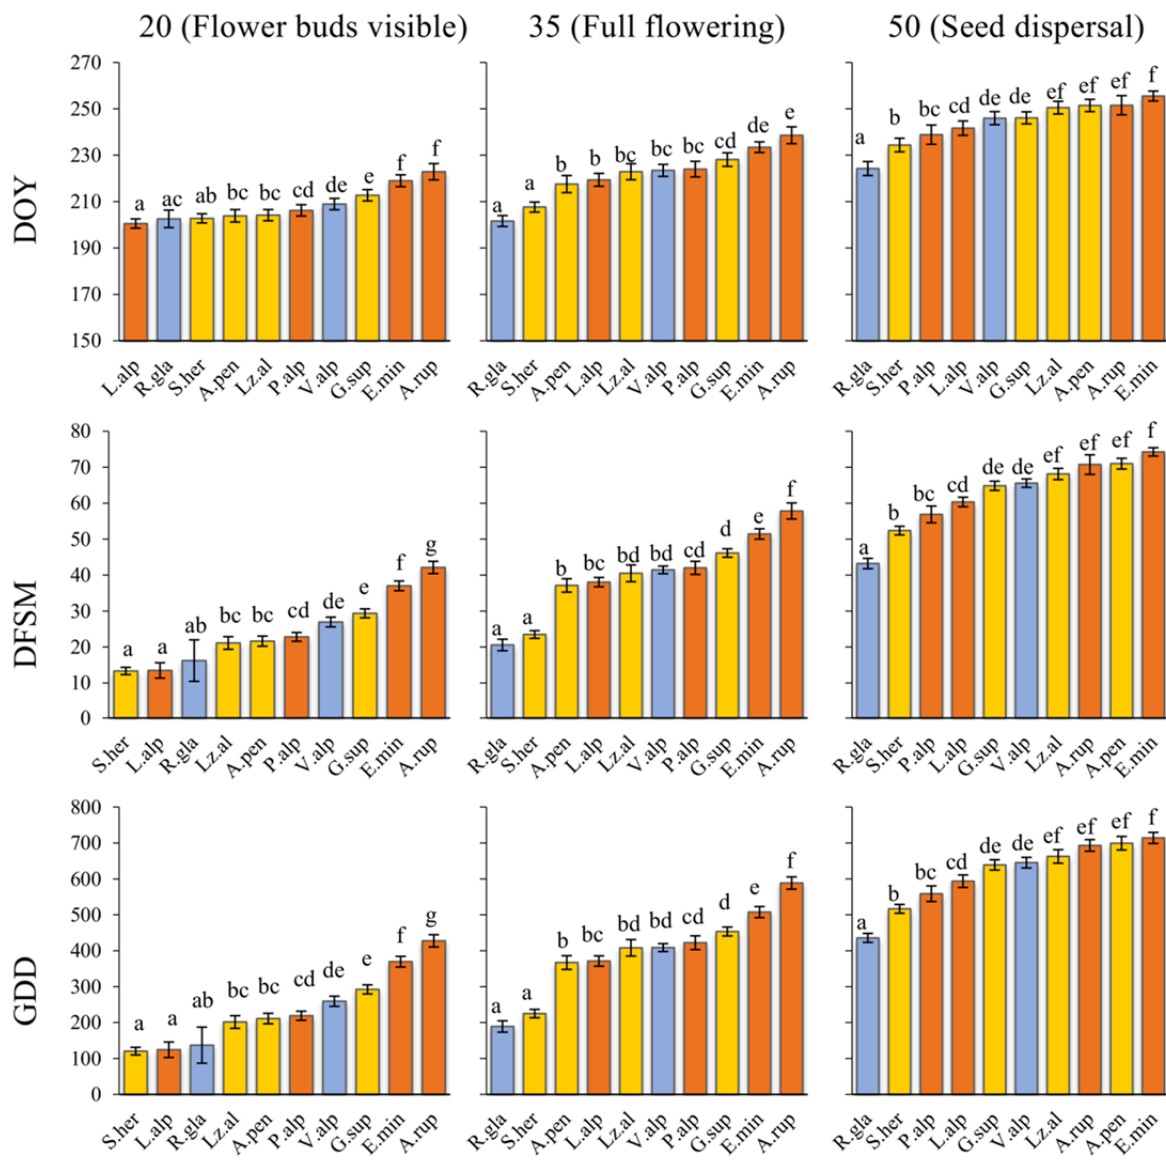 20 (Flower buds visible) 35 (Full flowering) 50 (Seed dispersal)
DOY
270
250
230
210
190
170
150
a ac ab bc bc cd de e f f
L.alp R.gla S.her A.pen Lz.al P.alp V.alp G.sup E.min A.rup
a a b b bc bc bc cd de e
R.gla S.her A.pen L.alp Lz.al V.alp P.alp G.sup E.min A.rup
a b bc cd de de ef ef ef f
R.gla S.her P.alp L.alp V.alp G.sup Lz.al A.pen A.rup E.min
DFSM
80
70
60
50
40
30
20
10
0
a a ab bc bc cd de e f g
S.her L.alp R.gla Lz.al A.pen P.alp V.alp G.sup E.min A.rup
a a b bc bd bd cd d e f
R.gla S.her A.pen L.alp Lz.al V.alp P.alp G.sup E.min A.rup
a b bc cd de de ef ef ef f
R.gla S.her P.alp L.alp G.sup V.alp Lz.al A.rup A.pen E.min
GDD
800
700
600
500
400
300
200
100
0
a a ab bc bc cd de e f g
S.her L.alp R.gla Lz.al A.pen P.alp V.alp G.sup E.min A.rup
a a b bc bd bd cd d e f
R.gla S.her A.pen L.alp Lz.al V.alp P.alp G.sup E.min A.rup
a b bc cd de de ef ef ef f
R.gla S.her P.alp L.alp G.sup V.alp Lz.al A.rup A.pen E.min